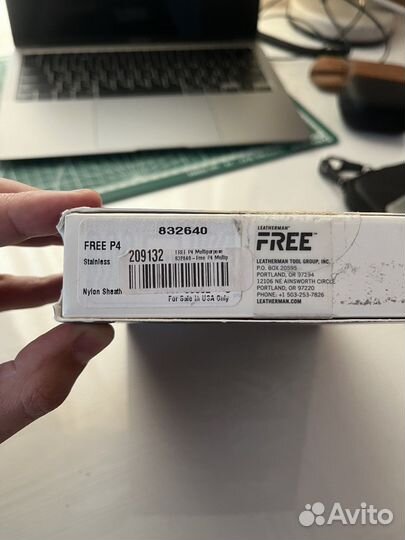 832640
FREE P4
Stainless
209132
FREE P4 Multipurpose
832640 - Free P4 Multip
Nylon Sheath
For Sale in USA Only
LEATHERMAN
FREE™
LEATHERMAN TOOL GROUP, INC.
P.O. BOX 20595
PORTLAND, OR 97294
12106 NE AINSWORTH CIRCLE
PORTLAND, OR 97220
PHONE: +1 503-253-7826
LEATHERMAN.COM
Avito